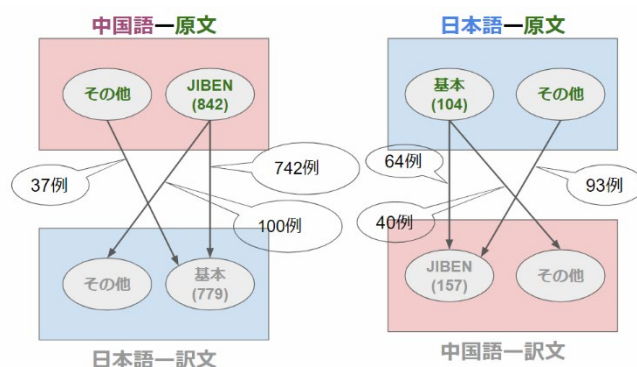 中国語ー原文
その他
JIBEN
(842)
37例
742例
100例
その他
基本
(779)
日本語ー訳文
日本語ー原文
基本
(104)
その他
64例
93例
40例
JIBEN
(157)
その他
中国語ー訳文